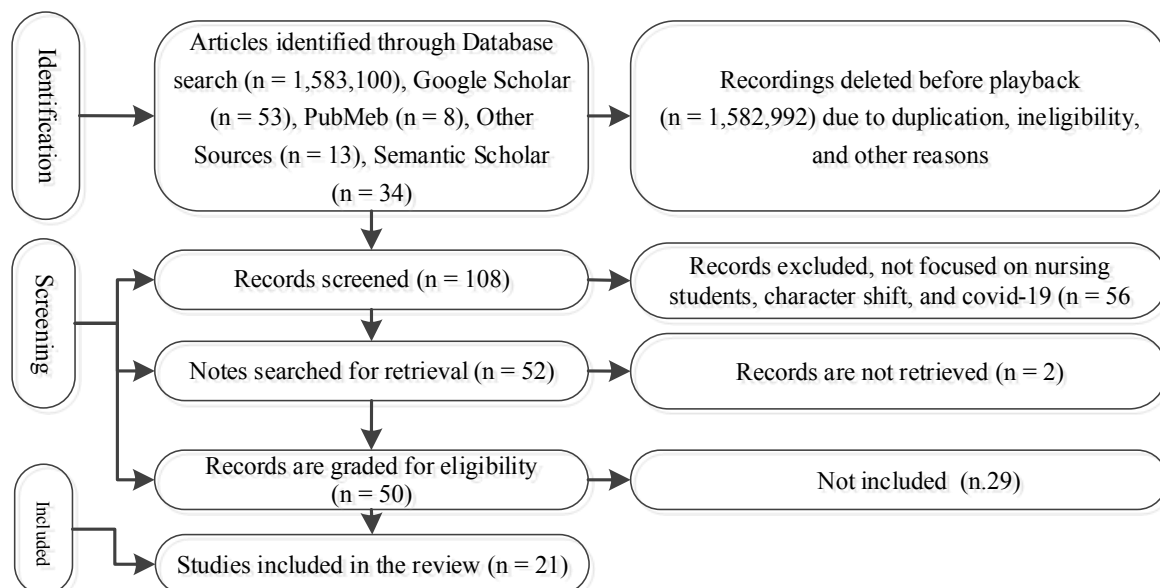 Identification
Articles identified through Database
search (n = 1,583,100), Google Scholar
(n = 53), PubMeb (n = 8), Other
Sources (n = 13), Semantic Scholar
(n = 34)
Recordings deleted before playback
(n = 1,582,992) due to duplication, ineligibility,
and other reasons
Screening
Records screened (n = 108)
Records excluded, not focused on nursing
students, character shift, and covid-19 (n = 56
Notes searched for retrieval (n = 52)
Records are not retrieved (n = 2)
Records are graded for eligibility
(n = 50)
Not included (n.29)
Included
Studies included in the review (n = 21)